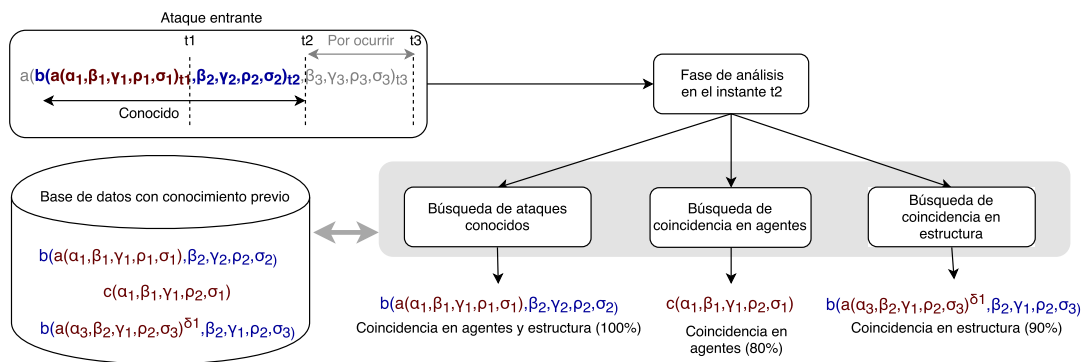 Ataque entrante
t1 t2 Por ocurrir t3
a(b(a(α1,β1,γ1,ρ1,σ1)t1,β2,γ2,ρ2,σ2)t2,β3,γ3,ρ3,σ3)t3
Conocido
Fase de análisis
en el instante t2
Base de datos con conocimiento previo
b(a(α1,β1,γ1,ρ1,σ1),β2,γ2,ρ2,σ2)
c(α1,β1,γ1,ρ2,σ1)
b(a(α3,β2,γ1,ρ2,σ3)δ1,β2,γ1,ρ2,σ3)
Búsqueda de ataques
conocidos
Búsqueda de
coincidencia en agentes
Búsqueda de
coincidencia en
estructura
b(a(α1,β1,γ1,ρ1,σ1),β2,γ2,ρ2,σ2)
Coincidencia en agentes y estructura (100%)
c(α1,β1,γ1,ρ2,σ1)
Coincidencia en
agentes (80%)
b(a(α3,β2,γ1,ρ2,σ3)δ1,β2,γ1,ρ2,σ3)
Coincidencia en estructura (90%)